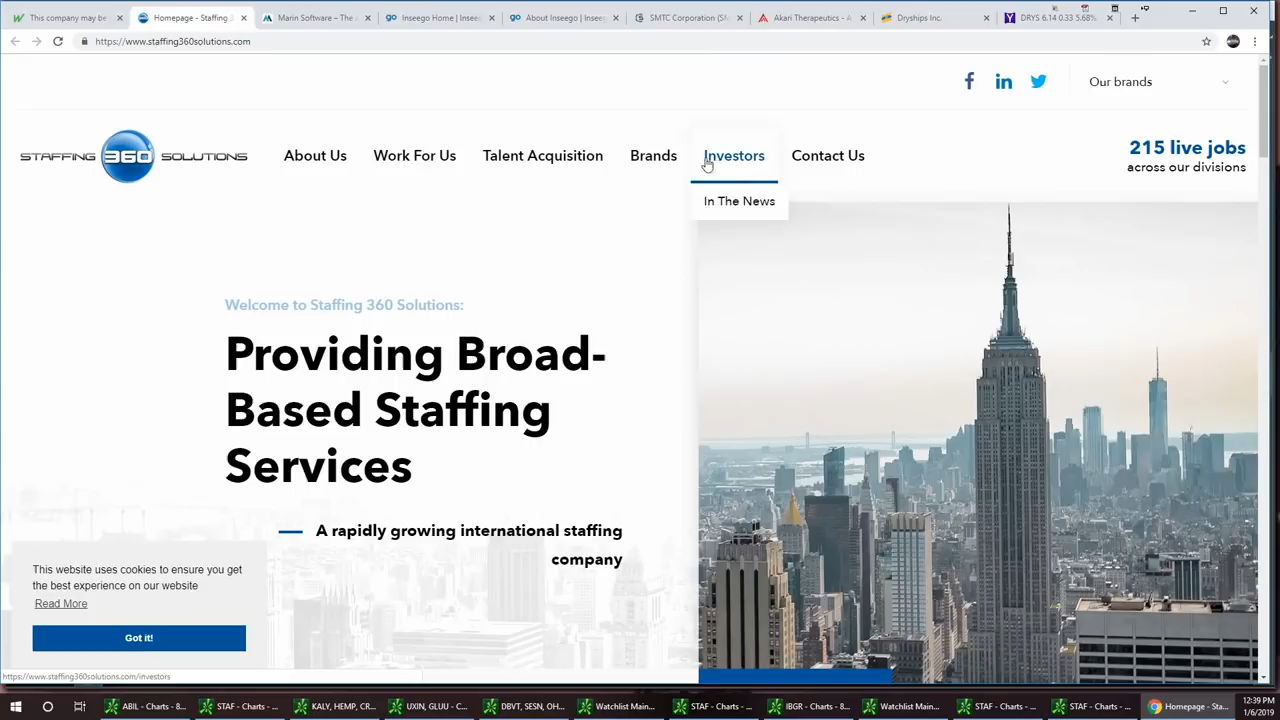 This company may be
Homepage - Staffing 3
Marin Software – The
Inseego Home | Inseeg
About Inseego | Inseeg
SMTC Corporation (SM
Akari Therapeutics - A
Dryships Inc.
DRYS 6.14 0.33 5.68%
https://www.staffing360solutions.com
Our brands
STAFFING 360 SOLUTIONS
About Us
Work For Us
Talent Acquisition
Brands
Investors
Contact Us
215 live jobs
across our divisions
In The News
Welcome to Staffing 360 Solutions:
Providing Broad-
Based Staffing
Services
A rapidly growing international staffing
company
This website uses cookies to ensure you get
the best experience on our website
Read More
Got it!
https://www.staffing360solutions.com/investors
ABIL - Charts - 8...
STAF - Charts - ...
KALY, HEMP, CR...
UXIN, GLUU - C...
DBVT, SESN, OH...
Watchlist Main...
STAF - Charts - ...
IBGR - Charts - 8...
Watchlist Main...
STAF - Charts - ...
STAF - Charts - ...
Homepage - Sta...
12:39 PM
1/6/2019